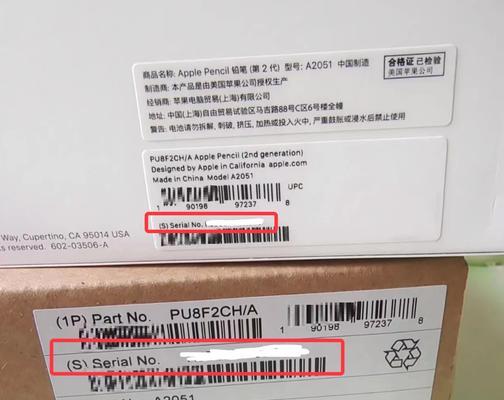 商品名称: Apple Pencil 铅笔 (第 2 代) 型号: A2051 中国制造
制造商: 本产品是由美国苹果公司授权生产
经销商: 苹果电脑贸易(上海)有限公司
地址: 中国(上海)自由贸易试验区马吉路88号C区6号楼全幢
警告: 电池请勿拆解, 刺破, 挤压, 加热或投入火中, 严重鼓胀或浸水后禁止使用
合格证 已检验
美国苹果公司
PU8F2CH/A Apple Pencil (2nd generation)
Designed by Apple in California apple.com
Made in China Model A2051
UPC
1 90198 97237 8
(S) Serial No.
Way, Cupertino, CA 95014 USA
s reserved. 602-03506-A
(1P) Part No. PU8F2CH/A
1 90198 97238 8
(S) Serial No.
A2051